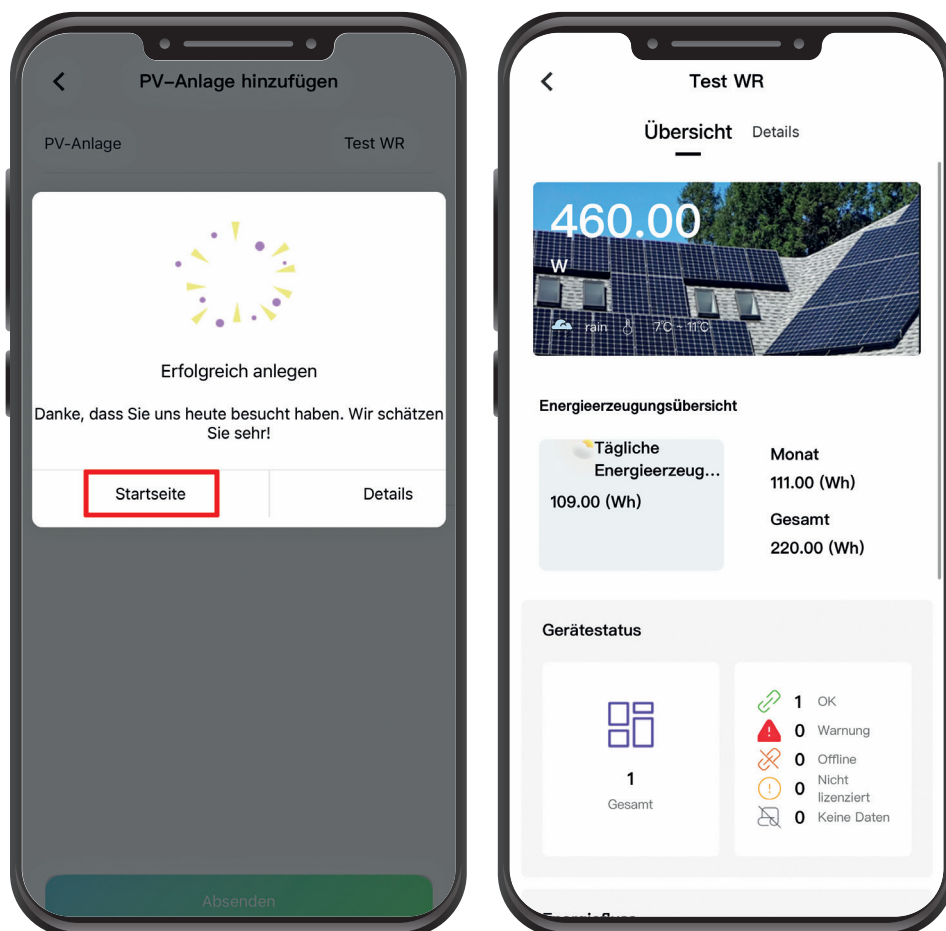 PV-Anlage hinzufügen
PV-Anlage
Test WR
Erfolgreich anlegen
Danke, dass Sie uns heute besucht haben. Wir schätzen
Sie sehr!
Startseite
Details
Absenden
Test WR
Übersicht Details
460.00
W
rain 7°C ~ 11°C
Energieerzeugungsübersicht
Tägliche
Energieerzeug...
109.00 (Wh)
Monat
111.00 (Wh)
Gesamt
220.00 (Wh)
Gerätestatus
1
Gesamt
1 OK
0 Warnung
0 Offline
0 Nicht
lizenziert
0 Keine Daten